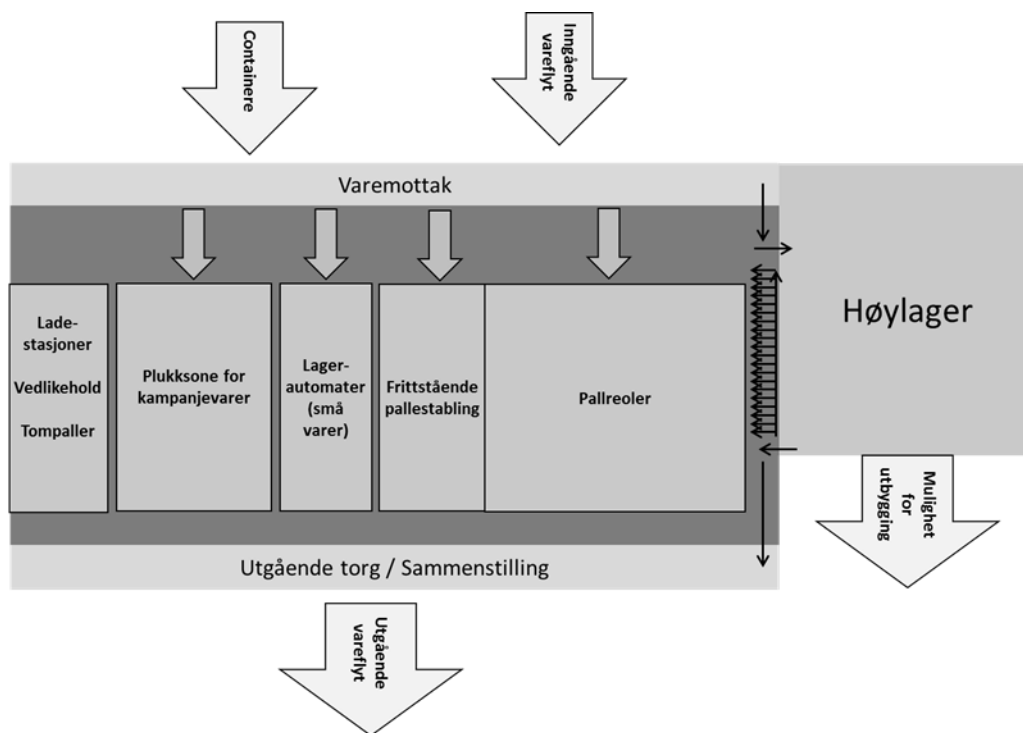 Containere
Inngående
vareflyt
Varemottak
Lade-
stasjoner
Vedlikehold
Tompaller
Plukksone for
kampanjevarer
Lager-
automater
(små
varer)
Frittstående
pallestabling
Pallreoler
Høylager
Mulighet
for
utbygging
Utgående torg / Sammenstilling
Utgående
vareflyt